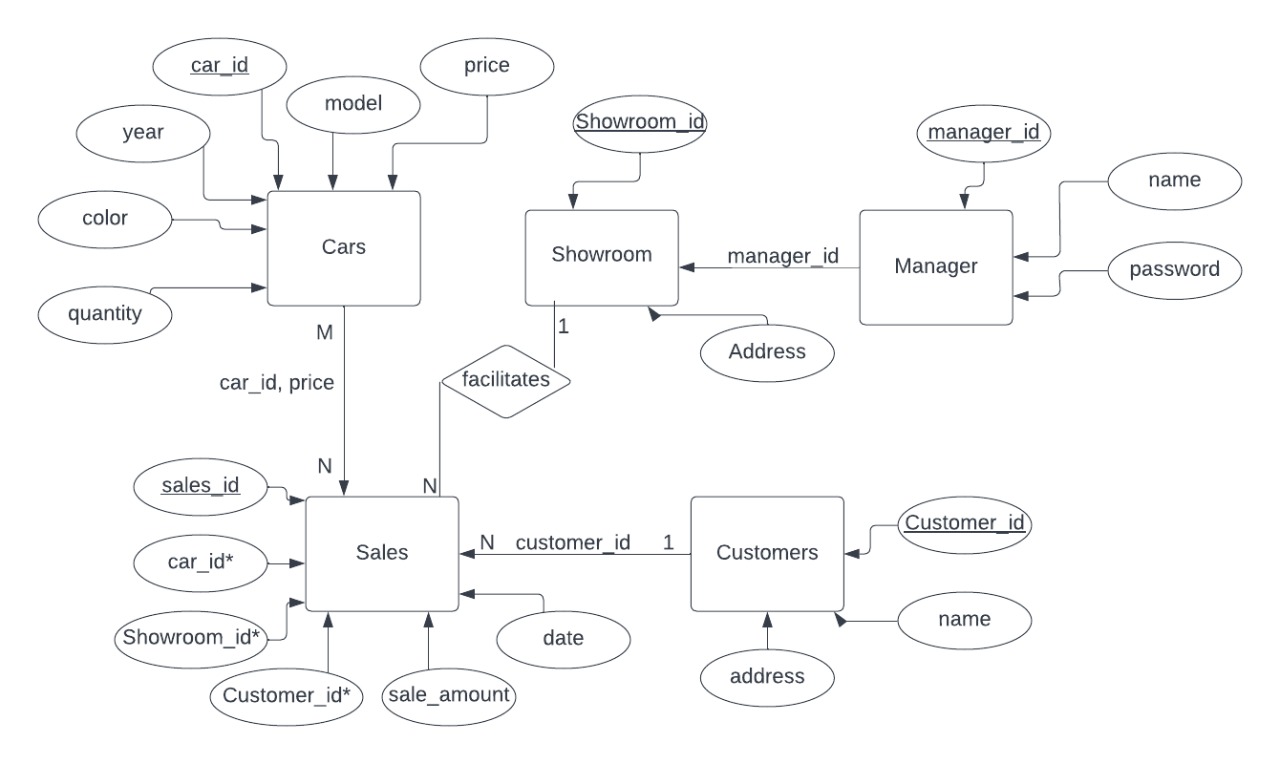 car_id
model
price
year
color
quantity
Cars
Showroom_id
Showroom
manager_id
manager_id
Manager
name
password
Address
M
car_id, price
N
1
facilitates
N
sales_id
car_id*
Showroom_id*
Customer_id*
sale_amount
date
Sales
N
customer_id
1
Customers
Customer_id
name
address